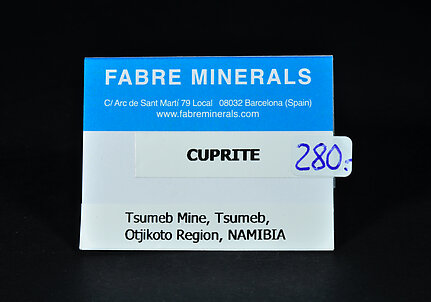 FABRE MINERALS
C/ Arc de Sant Martí 79 Local 08032 Barcelona (Spain)
www.fabreminerals.com
CUPRITE 280.-
Tsumeb Mine, Tsumeb,
Otjikoto Region, NAMIBIA